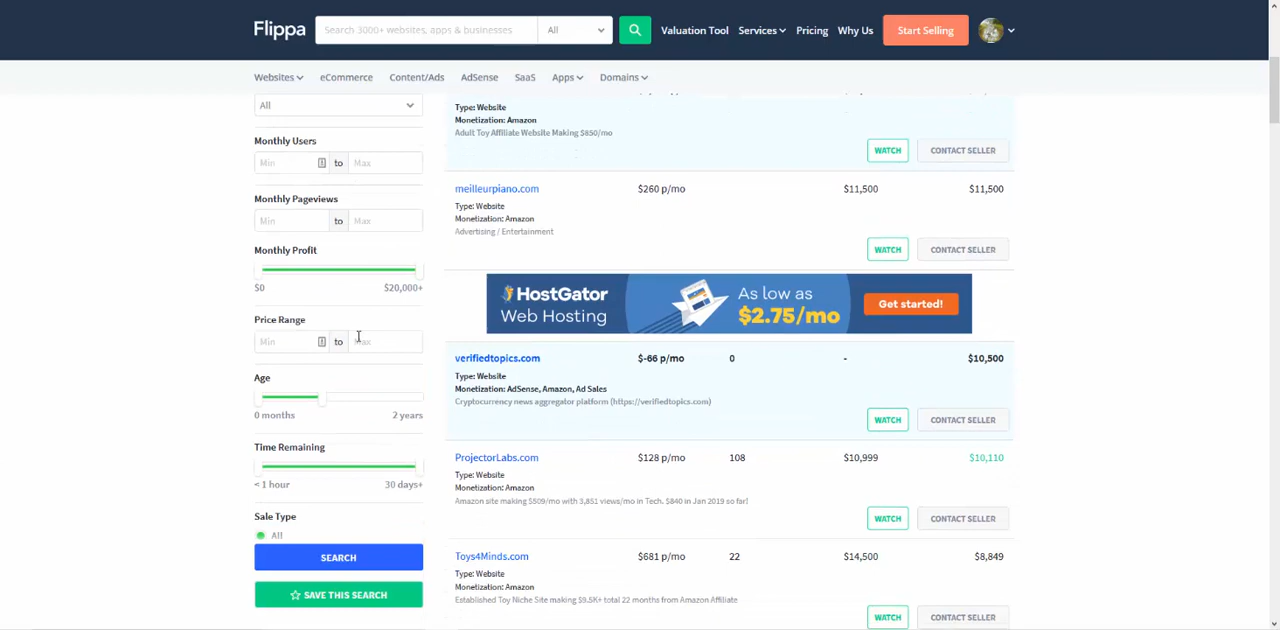 Flippa
Search 3000+ websites, apps & businesses
All
Valuation Tool
Services
Pricing
Why Us
Start Selling
Websites
eCommerce
Content/Ads
AdSense
SaaS
Apps
Domains
All
Monthly Users
Min to Max
Monthly Pageviews
Min to Max
Monthly Profit
$0 $20,000+
Price Range
Min to Max
Age
0 months 2 years
Time Remaining
< 1 hour 30 days+
Sale Type
All
SEARCH
SAVE THIS SEARCH
Type: Website
Monetization: Amazon
Adult Toy Affiliate Website Making $850/mo
WATCH CONTACT SELLER
meilleurpiano.com $260 p/mo $11,500 $11,500
Type: Website
Monetization: Amazon
Advertising / Entertainment
WATCH CONTACT SELLER
HostGator
Web Hosting
As low as
$2.75/mo
Get started!
verifiedtopics.com $-66 p/mo 0 - $10,500
Type: Website
Monetization: AdSense, Amazon, Ad Sales
Cryptocurrency news aggregator platform (https://verifiedtopics.com)
WATCH CONTACT SELLER
ProjectorLabs.com $128 p/mo 108 $10,999 $10,110
Type: Website
Monetization: Amazon
Amazon site making $509/mo with 3,851 views/mo in Tech. $840 in Jan 2019 so far!
WATCH CONTACT SELLER
Toys4Minds.com $681 p/mo 22 $14,500 $8,849
Type: Website
Monetization: Amazon
Established Toy Niche Site making $9.5K+ total 22 months from Amazon Affiliate
WATCH CONTACT SELLER